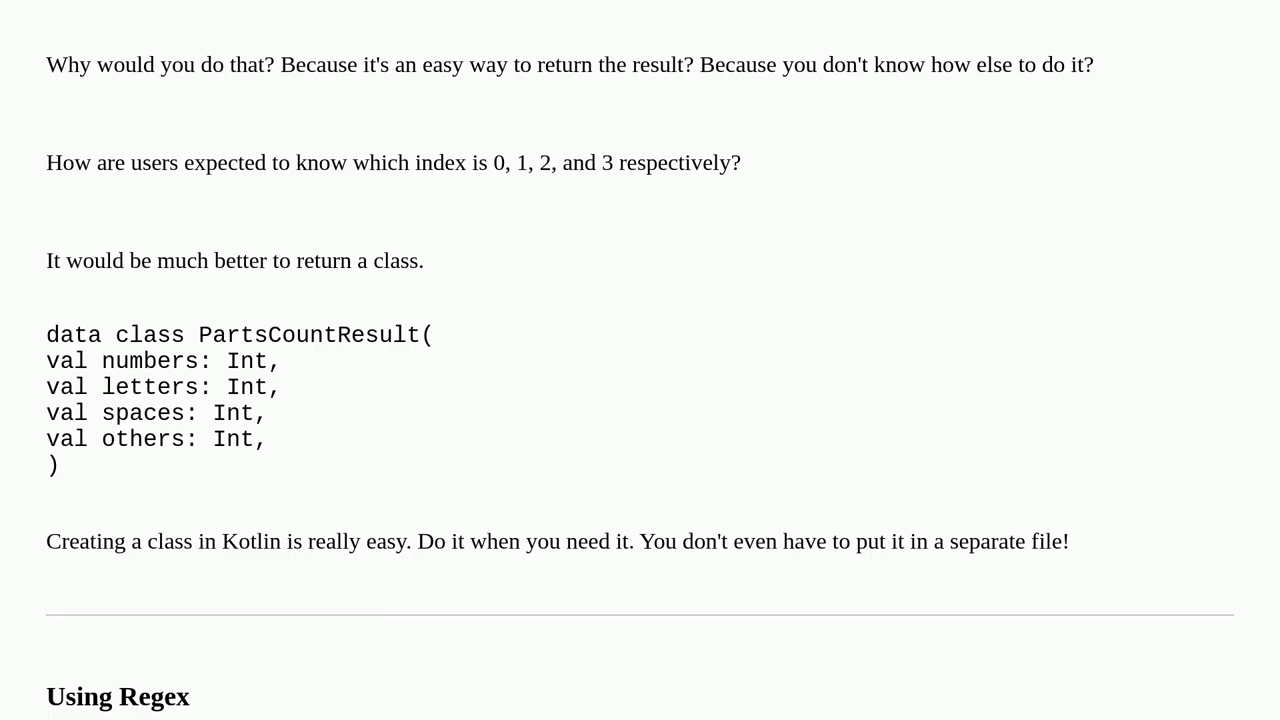 Why would you do that? Because it's an easy way to return the result? Because you don't know how else to do it?
How are users expected to know which index is 0, 1, 2, and 3 respectively?
It would be much better to return a class.
data class PartsCountResult(
val numbers: Int,
val letters: Int,
val spaces: Int,
val others: Int,
)
Creating a class in Kotlin is really easy. Do it when you need it. You don't even have to put it in a separate file!
Using Regex